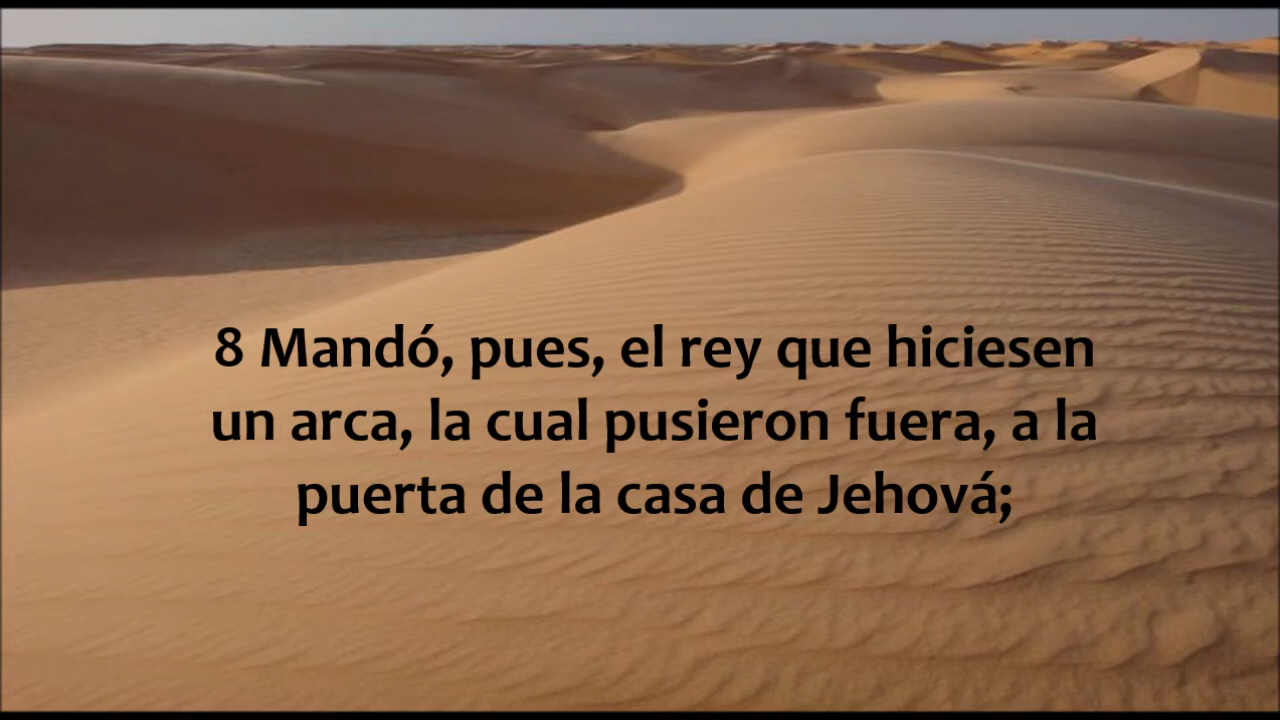 8 Mandó, pues, el rey que hiciesen
un arca, la cual pusieron fuera, a la
puerta de la casa de Jehová;